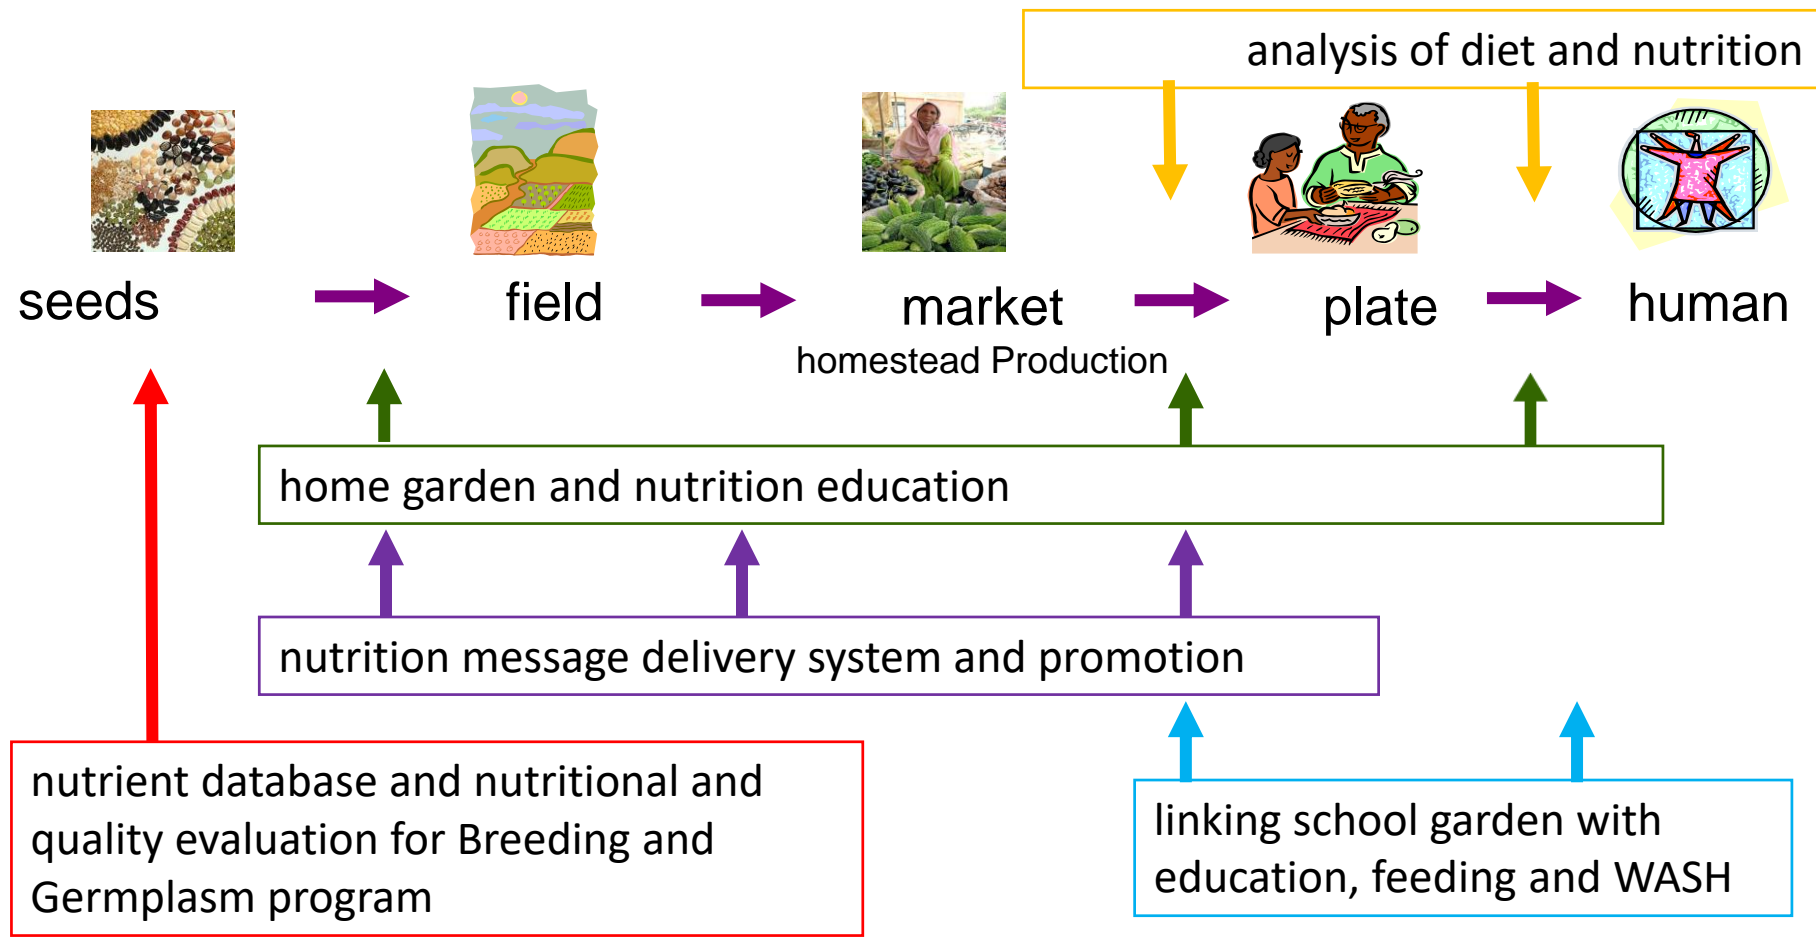 analysis of diet and nutrition
seeds
field
market
plate
human
homestead Production
home garden and nutrition education
nutrition message delivery system and promotion
nutrient database and nutritional and
quality evaluation for Breeding and
Germplasm program
linking school garden with
education, feeding and WASH